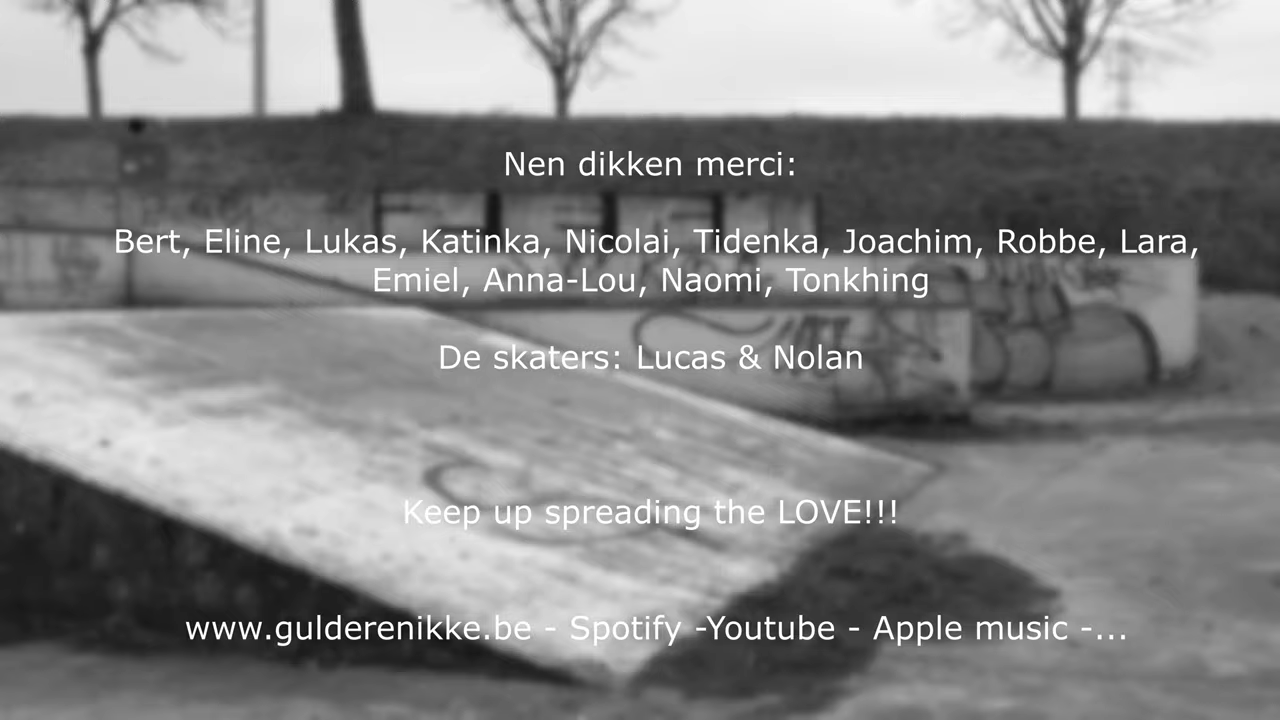 Nen dikken merci:
Bert, Eline, Lukas, Katinka, Nicolai, Tidenka, Joachim, Robbe, Lara,
Emiel, Anna-Lou, Naomi, Tonkhing
De skaters: Lucas & Nolan
Keep up spreading the LOVE!!!
www.gulderenikke.be - Spotify -Youtube - Apple music -...